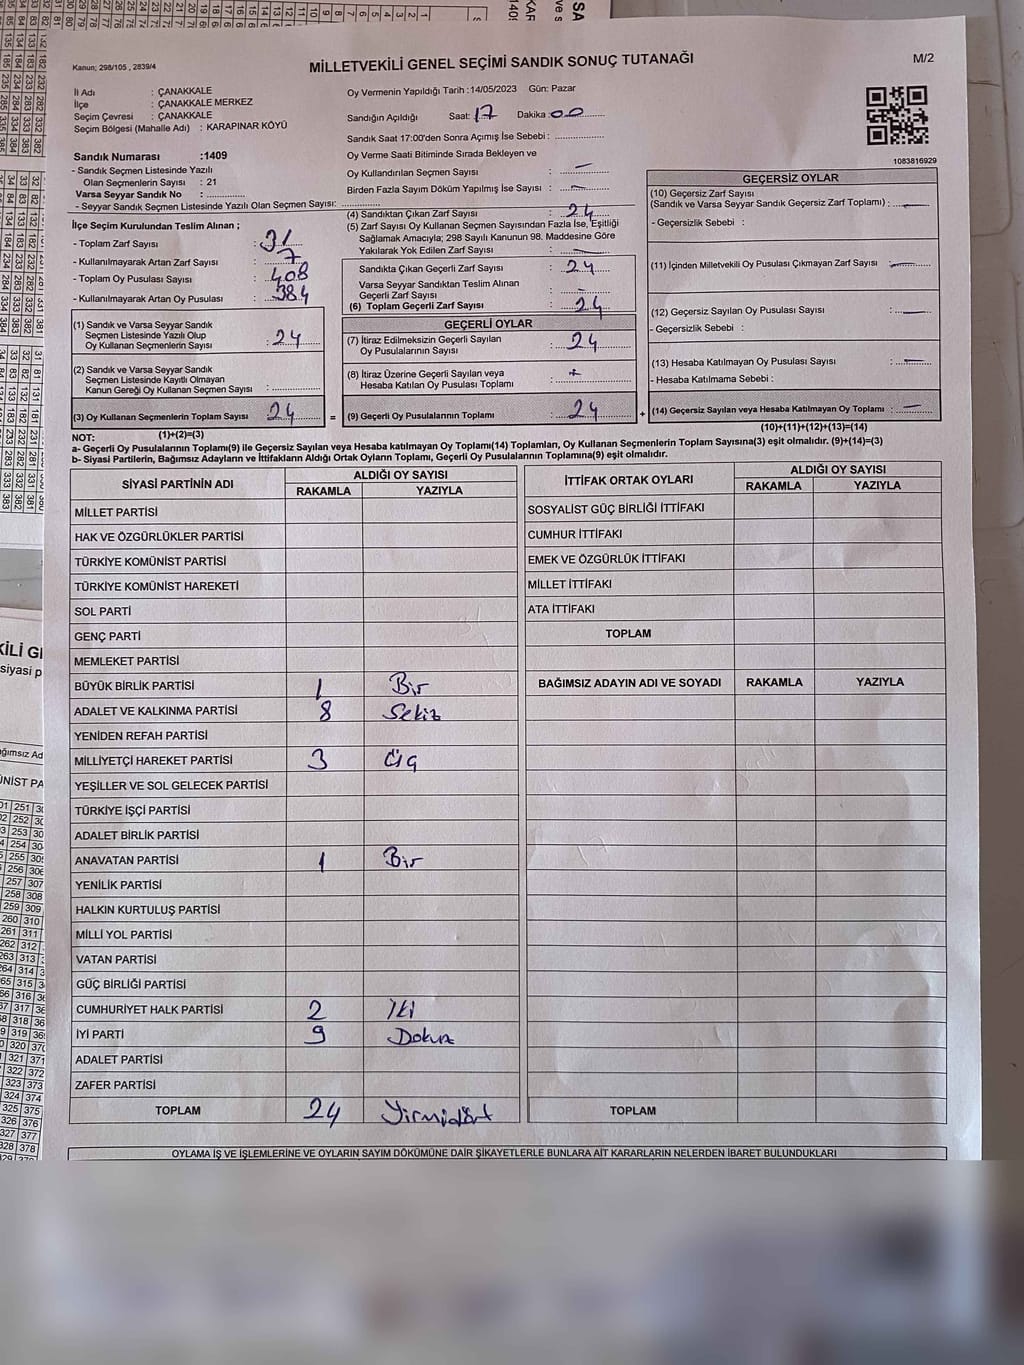 Kanun; 298/105 , 2839/4
MİLLETVEKİLİ GENEL SEÇİMİ SANDIK SONUÇ TUTANAĞI
M/2
İl Adı : ÇANAKKALE
İlçe : ÇANAKKALE MERKEZ
Seçim Çevresi : ÇANAKKALE
Seçim Bölgesi (Mahalle Adı) : KARAPINAR KÖYÜ
Sandık Numarası :1409
- Sandık Seçmen Listesinde Yazılı
Olan Seçmenlerin Sayısı : 21
Varsa Seyyar Sandık No :
- Seyyar Sandık Seçmen Listesinde Yazılı Olan Seçmen Sayısı:
Oy Vermenin Yapıldığı Tarih :14/05/2023 Gün: Pazar
Sandığın Açıldığı Saat: 17 Dakika: 00
Sandık Saat 17:00'den Sonra Açımış İse Sebebi :
Oy Verme Saati Bitiminde Sırada Bekleyen ve
Oy Kullandırılan Seçmen Sayısı : —
Birden Fazla Sayım Döküm Yapılmış İse Sayısı : —
1083816929
İlçe Seçim Kurulundan Teslim Alınan ;
- Toplam Zarf Sayısı : 31
- Kullanılmayarak Artan Zarf Sayısı : 7
- Toplam Oy Pusulası Sayısı : 408
- Kullanılmayarak Artan Oy Pusulası : 384
(1) Sandık ve Varsa Seyyar Sandık
Seçmen Listesinde Yazılı Olup
Oy Kullanan Seçmenlerin Sayısı : 24
(2) Sandık ve Varsa Seyyar Sandık
Seçmen Listesinde Kayıtlı Olmayan
Kanun Gereği Oy Kullanan Seçmen Sayısı :
(3) Oy Kullanan Seçmenlerin Toplam Sayısı : 24
(1)+(2)=(3)
(4) Sandıktan Çıkan Zarf Sayısı : 24
(5) Zarf Sayısı Oy Kullanan Seçmen Sayısından Fazla İse, Eşitliği
Sağlamak Amacıyla; 298 Sayılı Kanunun 98. Maddesine Göre
Yakılarak Yok Edilen Zarf Sayısı : —
Sandıkta Çıkan Geçerli Zarf Sayısı : 24
Varsa Seyyar Sandıktan Teslim Alınan
Geçerli Zarf Sayısı : —
(6) Toplam Geçerli Zarf Sayısı : 24
GEÇERLİ OYLAR
(7) İtiraz Edilmeksizin Geçerli Sayılan
Oy Pusulalarının Sayısı : 24
(8) İtiraz Üzerine Geçerli Sayılan veya
Hesaba Katılan Oy Pusulası Toplamı :
= (9) Geçerli Oy Pusulalarının Toplamı : 24 +
GEÇERSİZ OYLAR
(10) Geçersiz Zarf Sayısı
(Sandık ve Varsa Seyyar Sandık Geçersiz Zarf Toplamı) : —
- Geçersizlik Sebebi :
(11) İçinden Milletvekili Oy Pusulası Çıkmayan Zarf Sayısı : —
(12) Geçersiz Sayılan Oy Pusulası Sayısı : —
- Geçersizlik Sebebi :
(13) Hesaba Katılmayan Oy Pusulası Sayısı : —
- Hesaba Katılmama Sebebi :
(14) Geçersiz Sayılan veya Hesaba Katılmayan Oy Toplamı : —
(10)+(11)+(12)+(13)=(14)
NOT:
a- Geçerli Oy Pusulalarının Toplamı(9) ile Geçersiz Sayılan veya Hesaba katılmayan Oy Toplamı(14) Toplamları, Oy Kullanan Seçmenlerin Toplam Sayısına(3) eşit olmalıdır. (9)+(14)=(3)
b- Siyasi Partilerin, Bağımsız Adayların ve İttifakların Aldığı Ortak Oyların Toplamı, Geçerli Oy Pusulalarının Toplamına(9) eşit olmalıdır.
SİYASİ PARTİNİN ADI ALDIĞI OY SAYISI
RAKAMLA YAZIYLA
MİLLET PARTİSİ
HAK VE ÖZGÜRLÜKLER PARTİSİ
TÜRKİYE KOMÜNİST PARTİSİ
TÜRKİYE KOMÜNİST HAREKETİ
SOL PARTİ
GENÇ PARTİ
MEMLEKET PARTİSİ
BÜYÜK BİRLİK PARTİSİ 1 Bir
ADALET VE KALKINMA PARTİSİ 8 Sekiz
YENİDEN REFAH PARTİSİ
MİLLİYETÇİ HAREKET PARTİSİ 3 Üç
YEŞİLLER VE SOL GELECEK PARTİSİ
TÜRKİYE İŞÇİ PARTİSİ
ADALET BİRLİK PARTİSİ
ANAVATAN PARTİSİ 1 Bir
YENİLİK PARTİSİ
HALKIN KURTULUŞ PARTİSİ
MİLLİ YOL PARTİSİ
VATAN PARTİSİ
GÜÇ BİRLİĞİ PARTİSİ
CUMHURİYET HALK PARTİSİ 2 İki
İYİ PARTİ 9 Dokuz
ADALET PARTİSİ
ZAFER PARTİSİ
TOPLAM 24 Yirmidört
İTTİFAK ORTAK OYLARI ALDIĞI OY SAYISI
RAKAMLA YAZIYLA
SOSYALİST GÜÇ BİRLİĞİ İTTİFAKI
CUMHUR İTTİFAKI
EMEK VE ÖZGÜRLÜK İTTİFAKI
MİLLET İTTİFAKI
ATA İTTİFAKI
TOPLAM
BAĞIMSIZ ADAYIN ADI VE SOYADI RAKAMLA YAZIYLA
TOPLAM
OYLAMA İŞ VE İŞLEMLERİNE VE OYLARIN SAYIM DÖKÜMÜNE DAİR ŞİKAYETLERLE BUNLARA AİT KARARLARIN NELERDEN İBARET BULUNDUKLARI